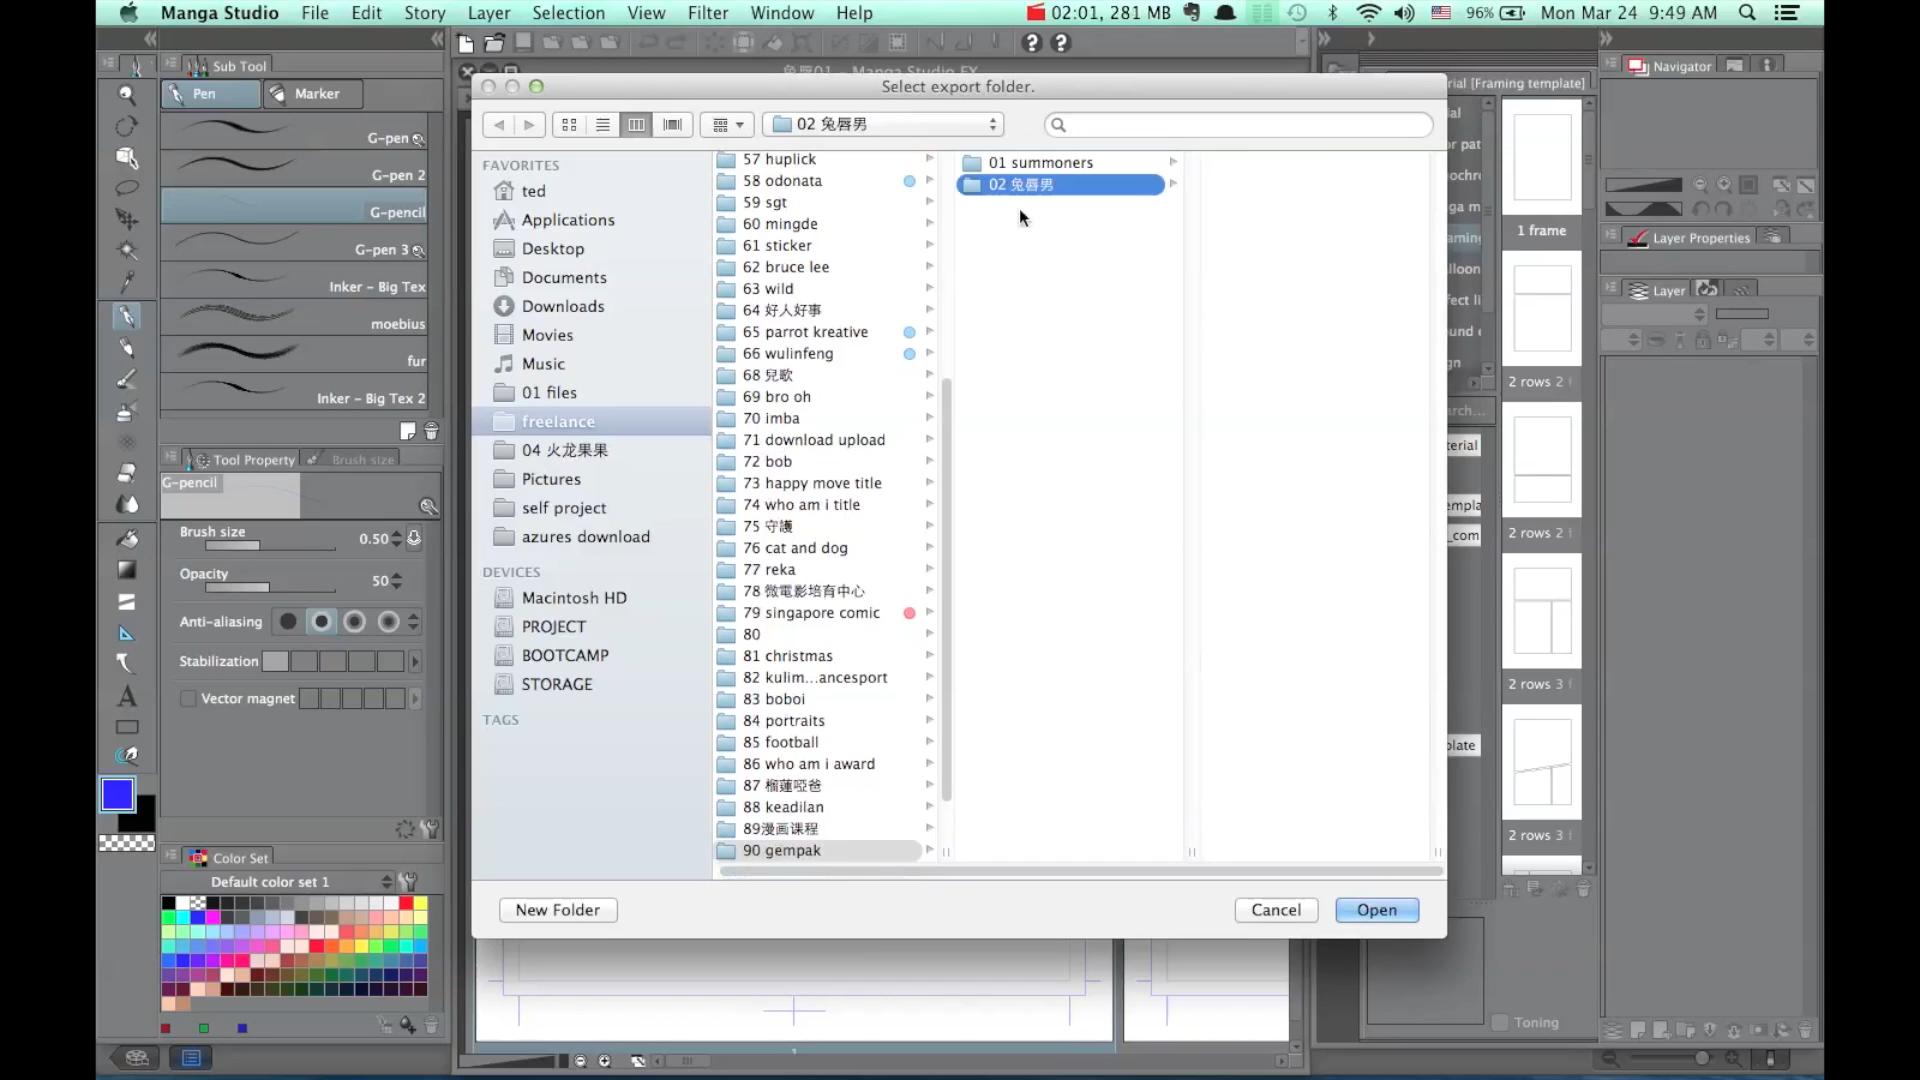 Manga Studio File Edit Story Layer Selection View Filter Window Help 02:01, 281 MB 96% Mon Mar 24 9:49 AM
Sub Tool
Pen Marker
G-pen
G-pen 2
G-pencil
G-pen 3
Inker - Big Tex
moebius
fur
Inker - Big Tex 2
Tool Property Brush size
G-pencil
Brush size 0.50
Opacity 50
Anti-aliasing
Stabilization
Vector magnet
Color Set
Default color set 1
Select export folder.
02 兔唇男
FAVORITES
ted
Applications
Desktop
Documents
Downloads
Movies
Music
01 files
freelance
04 火龙果果
Pictures
self project
azures download
DEVICES
Macintosh HD
PROJECT
BOOTCAMP
STORAGE
TAGS
57 huplick
58 odonata
59 sgt
60 mingde
61 sticker
62 bruce lee
63 wild
64 好人好事
65 parrot kreative
66 wulinfeng
68 兒歌
69 bro oh
70 imba
71 download upload
72 bob
73 happy move title
74 who am i title
75 守護
76 cat and dog
77 reka
78 微電影培育中心
79 singapore comic
80
81 christmas
82 kulim...ancesport
83 boboi
84 portraits
85 football
86 who am i award
87 榴蓮啞爸
88 keadilan
89漫画课程
90 gempak
01 summoners
02 兔唇男
New Folder
Cancel
Open
rial [Framing template]
1 frame
2 rows 2
2 rows 2
2 rows 3
2 rows 3
Toning
Navigator
Layer Properties
Layer